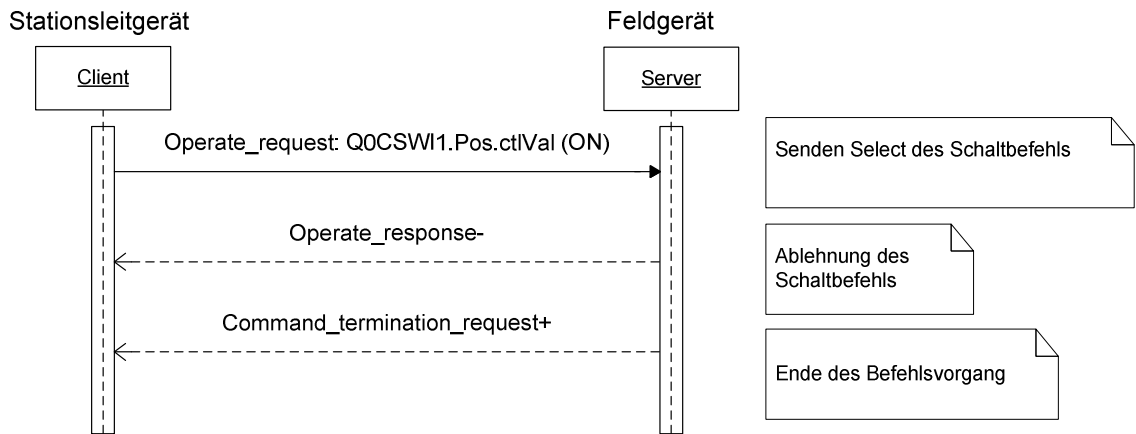 Stationsleitgerät
Feldgerät
Client
Server
Operate_request: Q0CSWI1.Pos.ctlVal (ON)
Senden Select des Schaltbefehls
Operate_response-
Ablehnung des
Schaltbefehls
Command_termination_request+
Ende des Befehlsvorgang